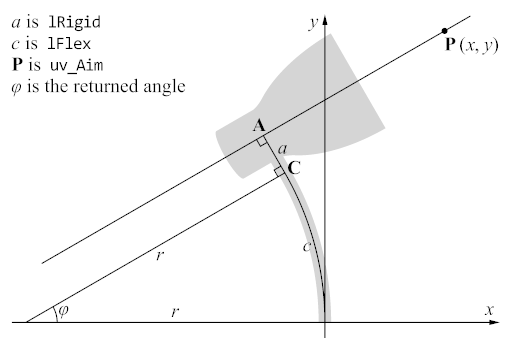 a is lRigid
c is lFlex
P is uv_Aim
φ is the returned angle
y
P (x, y)
A
a
C
c
r
φ
r
x